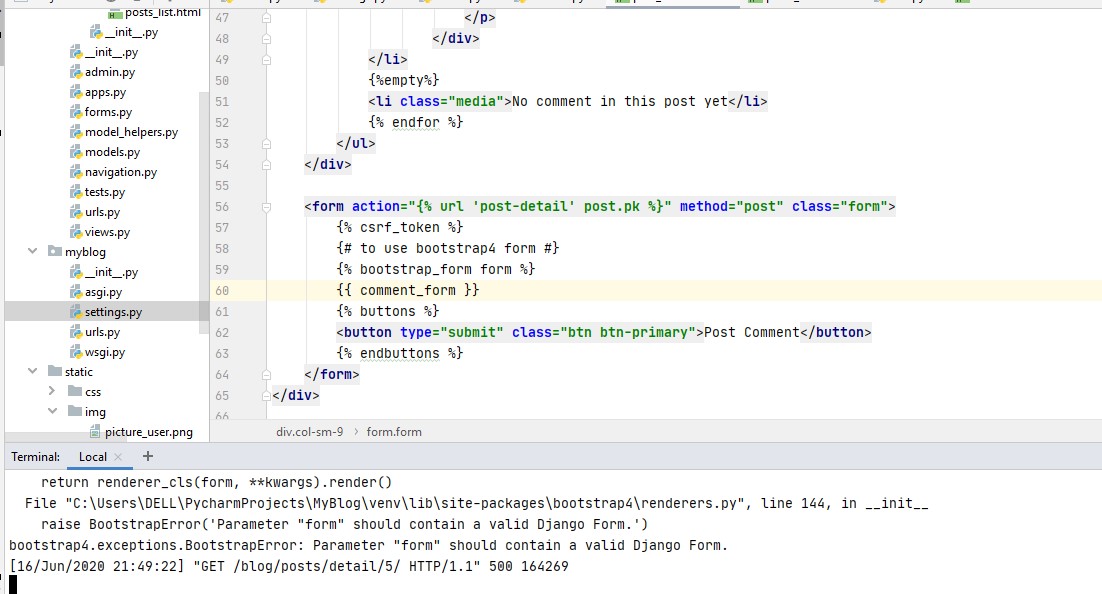 posts_list.html
__init__.py
__init__.py
admin.py
apps.py
forms.py
model_helpers.py
models.py
navigation.py
tests.py
urls.py
views.py
myblog
__init__.py
asgi.py
settings.py
urls.py
wsgi.py
static
css
img
picture_user.png
47 </p>
48 </div>
49 </li>
50 {%empty%}
51 <li class="media">No comment in this post yet</li>
52 {% endfor %}
53 </ul>
54 </div>
55
56 <form action="{% url 'post-detail' post.pk %}" method="post" class="form">
57 {% csrf_token %}
58 {# to use bootstrap4 form #}
59 {% bootstrap_form form %}
60 {{ comment_form }}
61 {% buttons %}
62 <button type="submit" class="btn btn-primary">Post Comment</button>
63 {% endbuttons %}
64 </form>
65 </div>
66
div.col-sm-9 › form.form
Terminal: Local × +
return renderer_cls(form, **kwargs).render()
File "C:\Users\DELL\PycharmProjects\MyBlog\venv\lib\site-packages\bootstrap4\renderers.py", line 144, in __init__
raise BootstrapError('Parameter "form" should contain a valid Django Form.')
bootstrap4.exceptions.BootstrapError: Parameter "form" should contain a valid Django Form.
[16/Jun/2020 21:49:22] "GET /blog/posts/detail/5/ HTTP/1.1" 500 164269